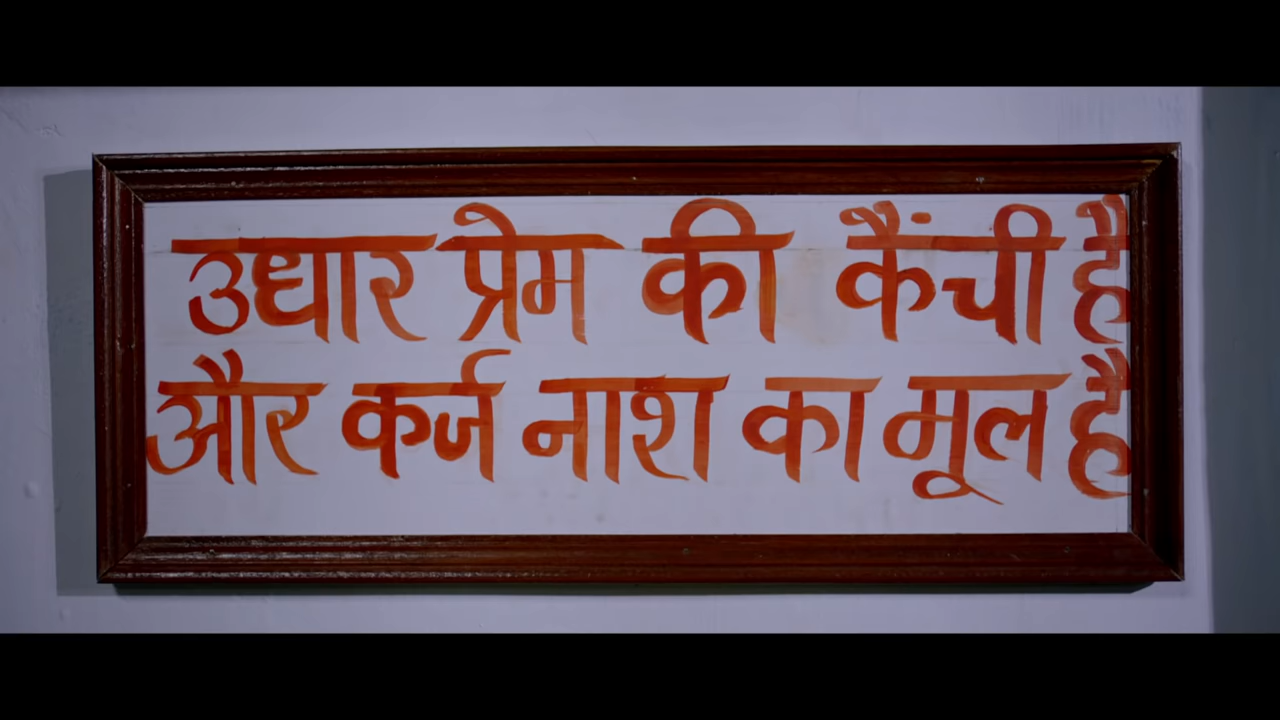 उधार प्रेम की कैंची है
और कर्ज नाश का मूल है